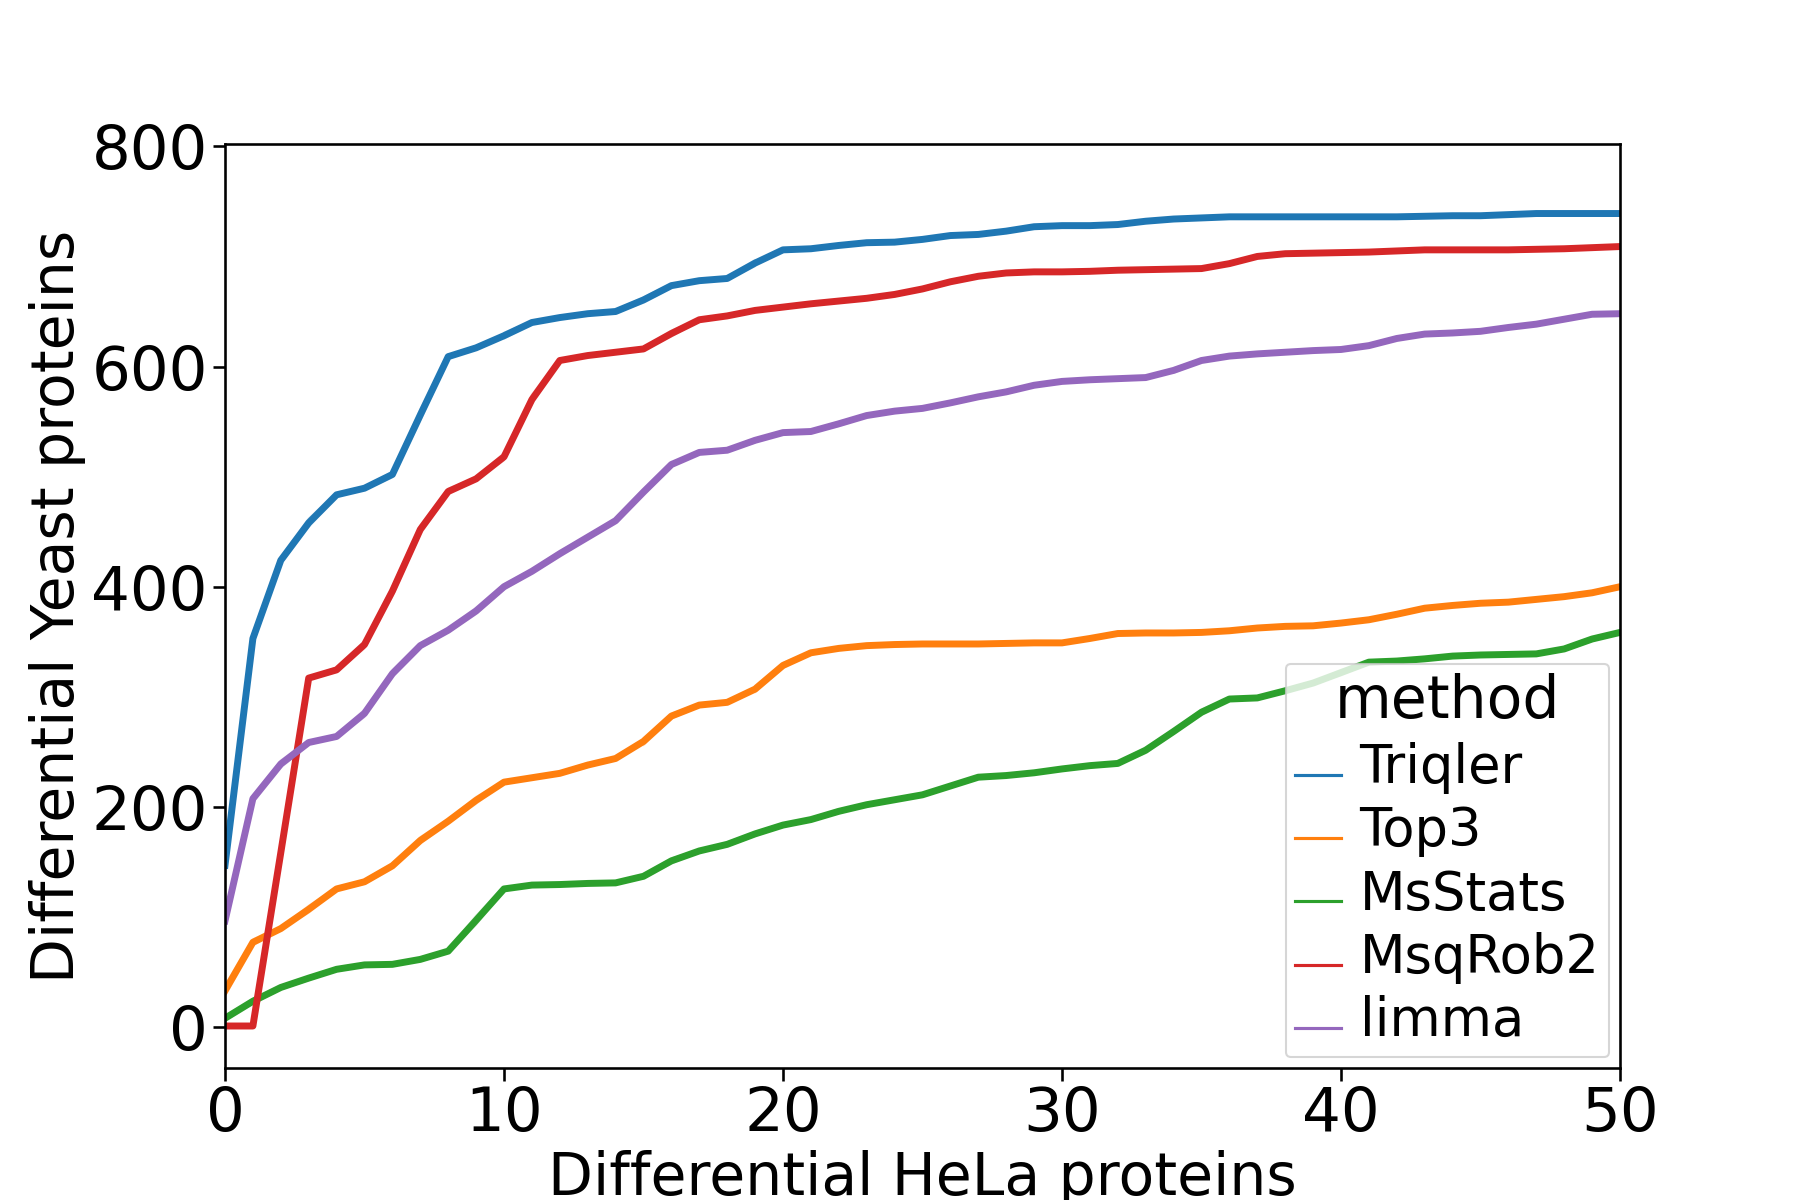 800
600
400
200
0
Differential Yeast proteins
method
Triqler
Top3
MsStats
MsqRob2
limma
0 10 20 30 40 50
Differential HeLa proteins